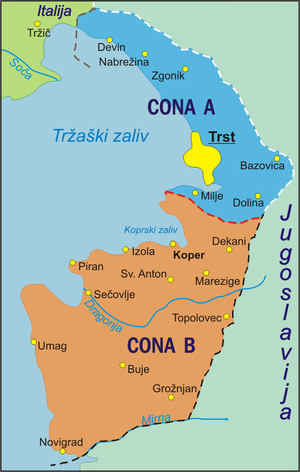 Italija
Tržič
Soča
Devin
Nabrežina
Zgonik
CONA A
Tržaški zaliv
Trst
Bazovica
Milje
Dolina
Jugoslavija
Koprski zaliv
Koper
Dekani
Izola
Piran
Sv. Anton
Marezige
Sečovlje
Dragonja
Topolovec
Umag
CONA B
Buje
Grožnjan
Mirna
Novigrad